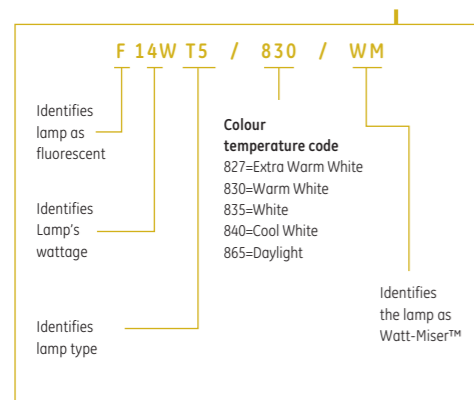 F 14W T5 / 830 / WM
Identifies
lamp as
fluorescent
Identifies
Lamp's
wattage
Identifies
lamp type
Colour
temperature code
827=Extra Warm White
830=Warm White
835=White
840=Cool White
865=Daylight
Identifies
the lamp as
Watt-Miser™